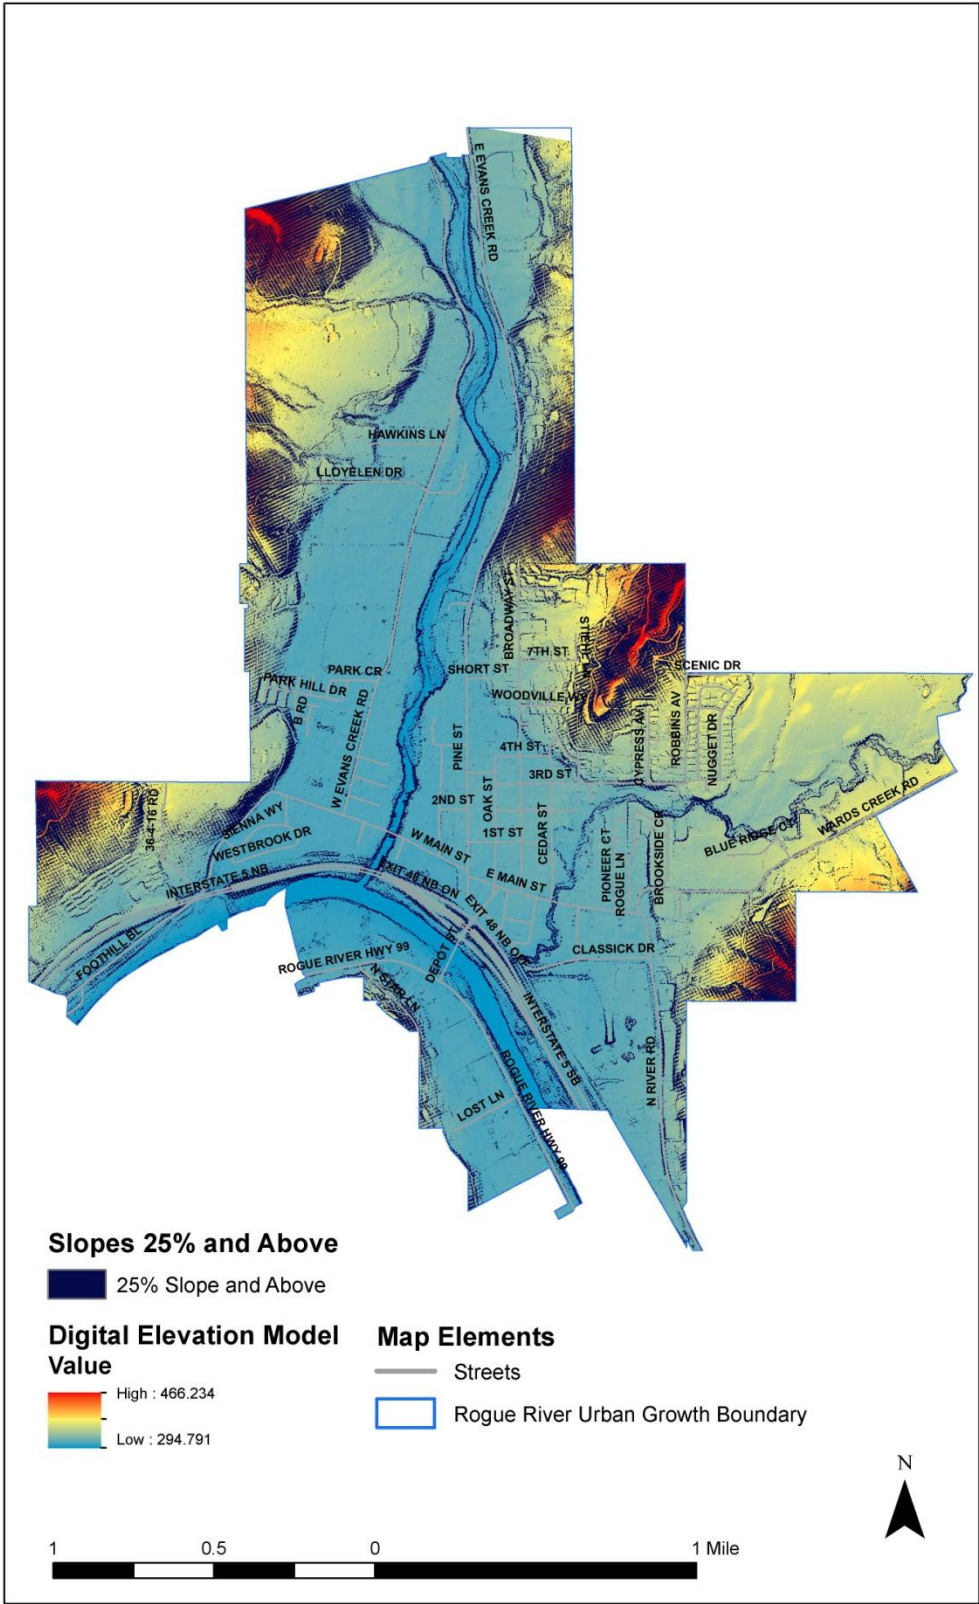 E EVANS CREEK RD
HAWKINS LN
LLOYELEN DR
BROADWAY ST
7TH ST
SCENIC DR
SHORT ST
PARK CR
PARK HILL DR
WOODVILLE WY
B RD
W EVANS CREEK RD
CYPRESS AV
ROBBINS AV
NUGGET DR
PINE ST
4TH ST
3RD ST
36-4-16 RD
2ND ST
OAK ST
SIENNA WY
WESTBROOK DR
W MAIN ST
1ST ST
CEDAR ST
PIONEER CT
ROGUE LN
BROOKSIDE CR
WARDS CREEK RD
INTERSTATE 5 NB
EXIT 48 NB ON
E MAIN ST
EXIT 48 NB OFF
FOOTHILL BL
ROGUE RIVER HWY 99
DEPOT ST
CLASSICK DR
N STAR LN
INTERSTATE 5 SB
N RIVER RD
LOST LN
ROGUE RIVER HWY 99
Slopes 25% and Above
25% Slope and Above
Digital Elevation Model
Value
High : 466.234
Low : 294.791
Map Elements
Streets
Rogue River Urban Growth Boundary
N
1 0.5 0 1 Mile